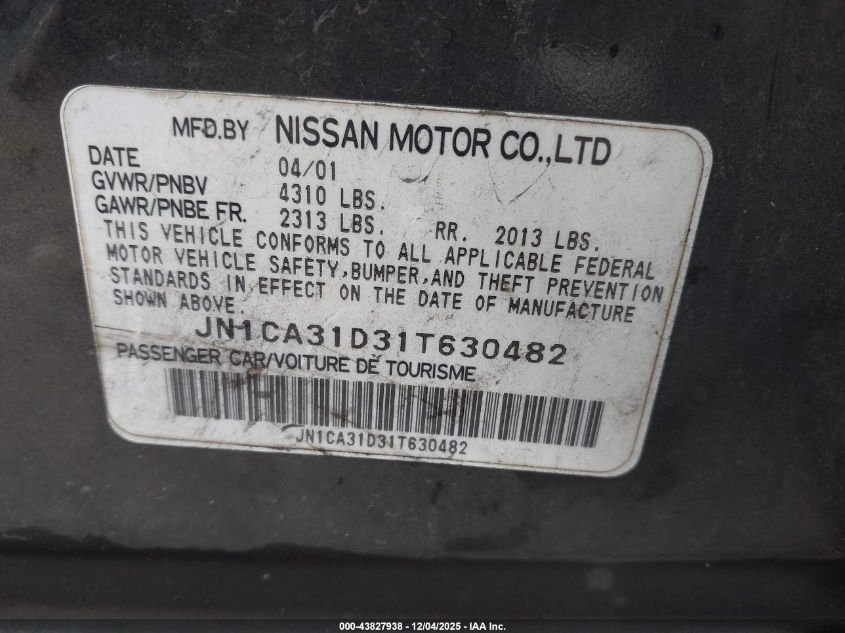 MFD.BY NISSAN MOTOR CO.,LTD
DATE 04/01
GVWR/PNBV 4310 LBS.
GAWR/PNBE FR. 2313 LBS. RR. 2013 LBS.
THIS VEHICLE CONFORMS TO ALL APPLICABLE FEDERAL
MOTOR VEHICLE SAFETY,BUMPER,AND THEFT PREVENTION
STANDARDS IN EFFECT ON THE DATE OF MANUFACTURE
SHOWN ABOVE.
JN1CA31D31T630482
PASSENGER CAR/VOITURE DE TOURISME
JN1CA31D31T630482
000-43827938 - 12/04/2025 - IAA Inc.